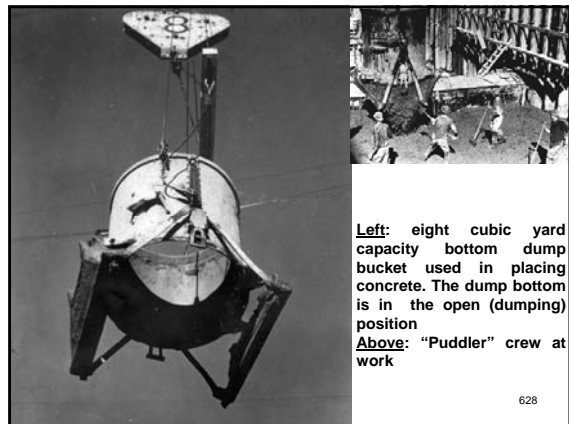 8
Left: eight cubic yard
capacity bottom dump
bucket used in placing
concrete. The dump bottom
is in the open (dumping)
position
Above: “Puddler” crew at
work
628